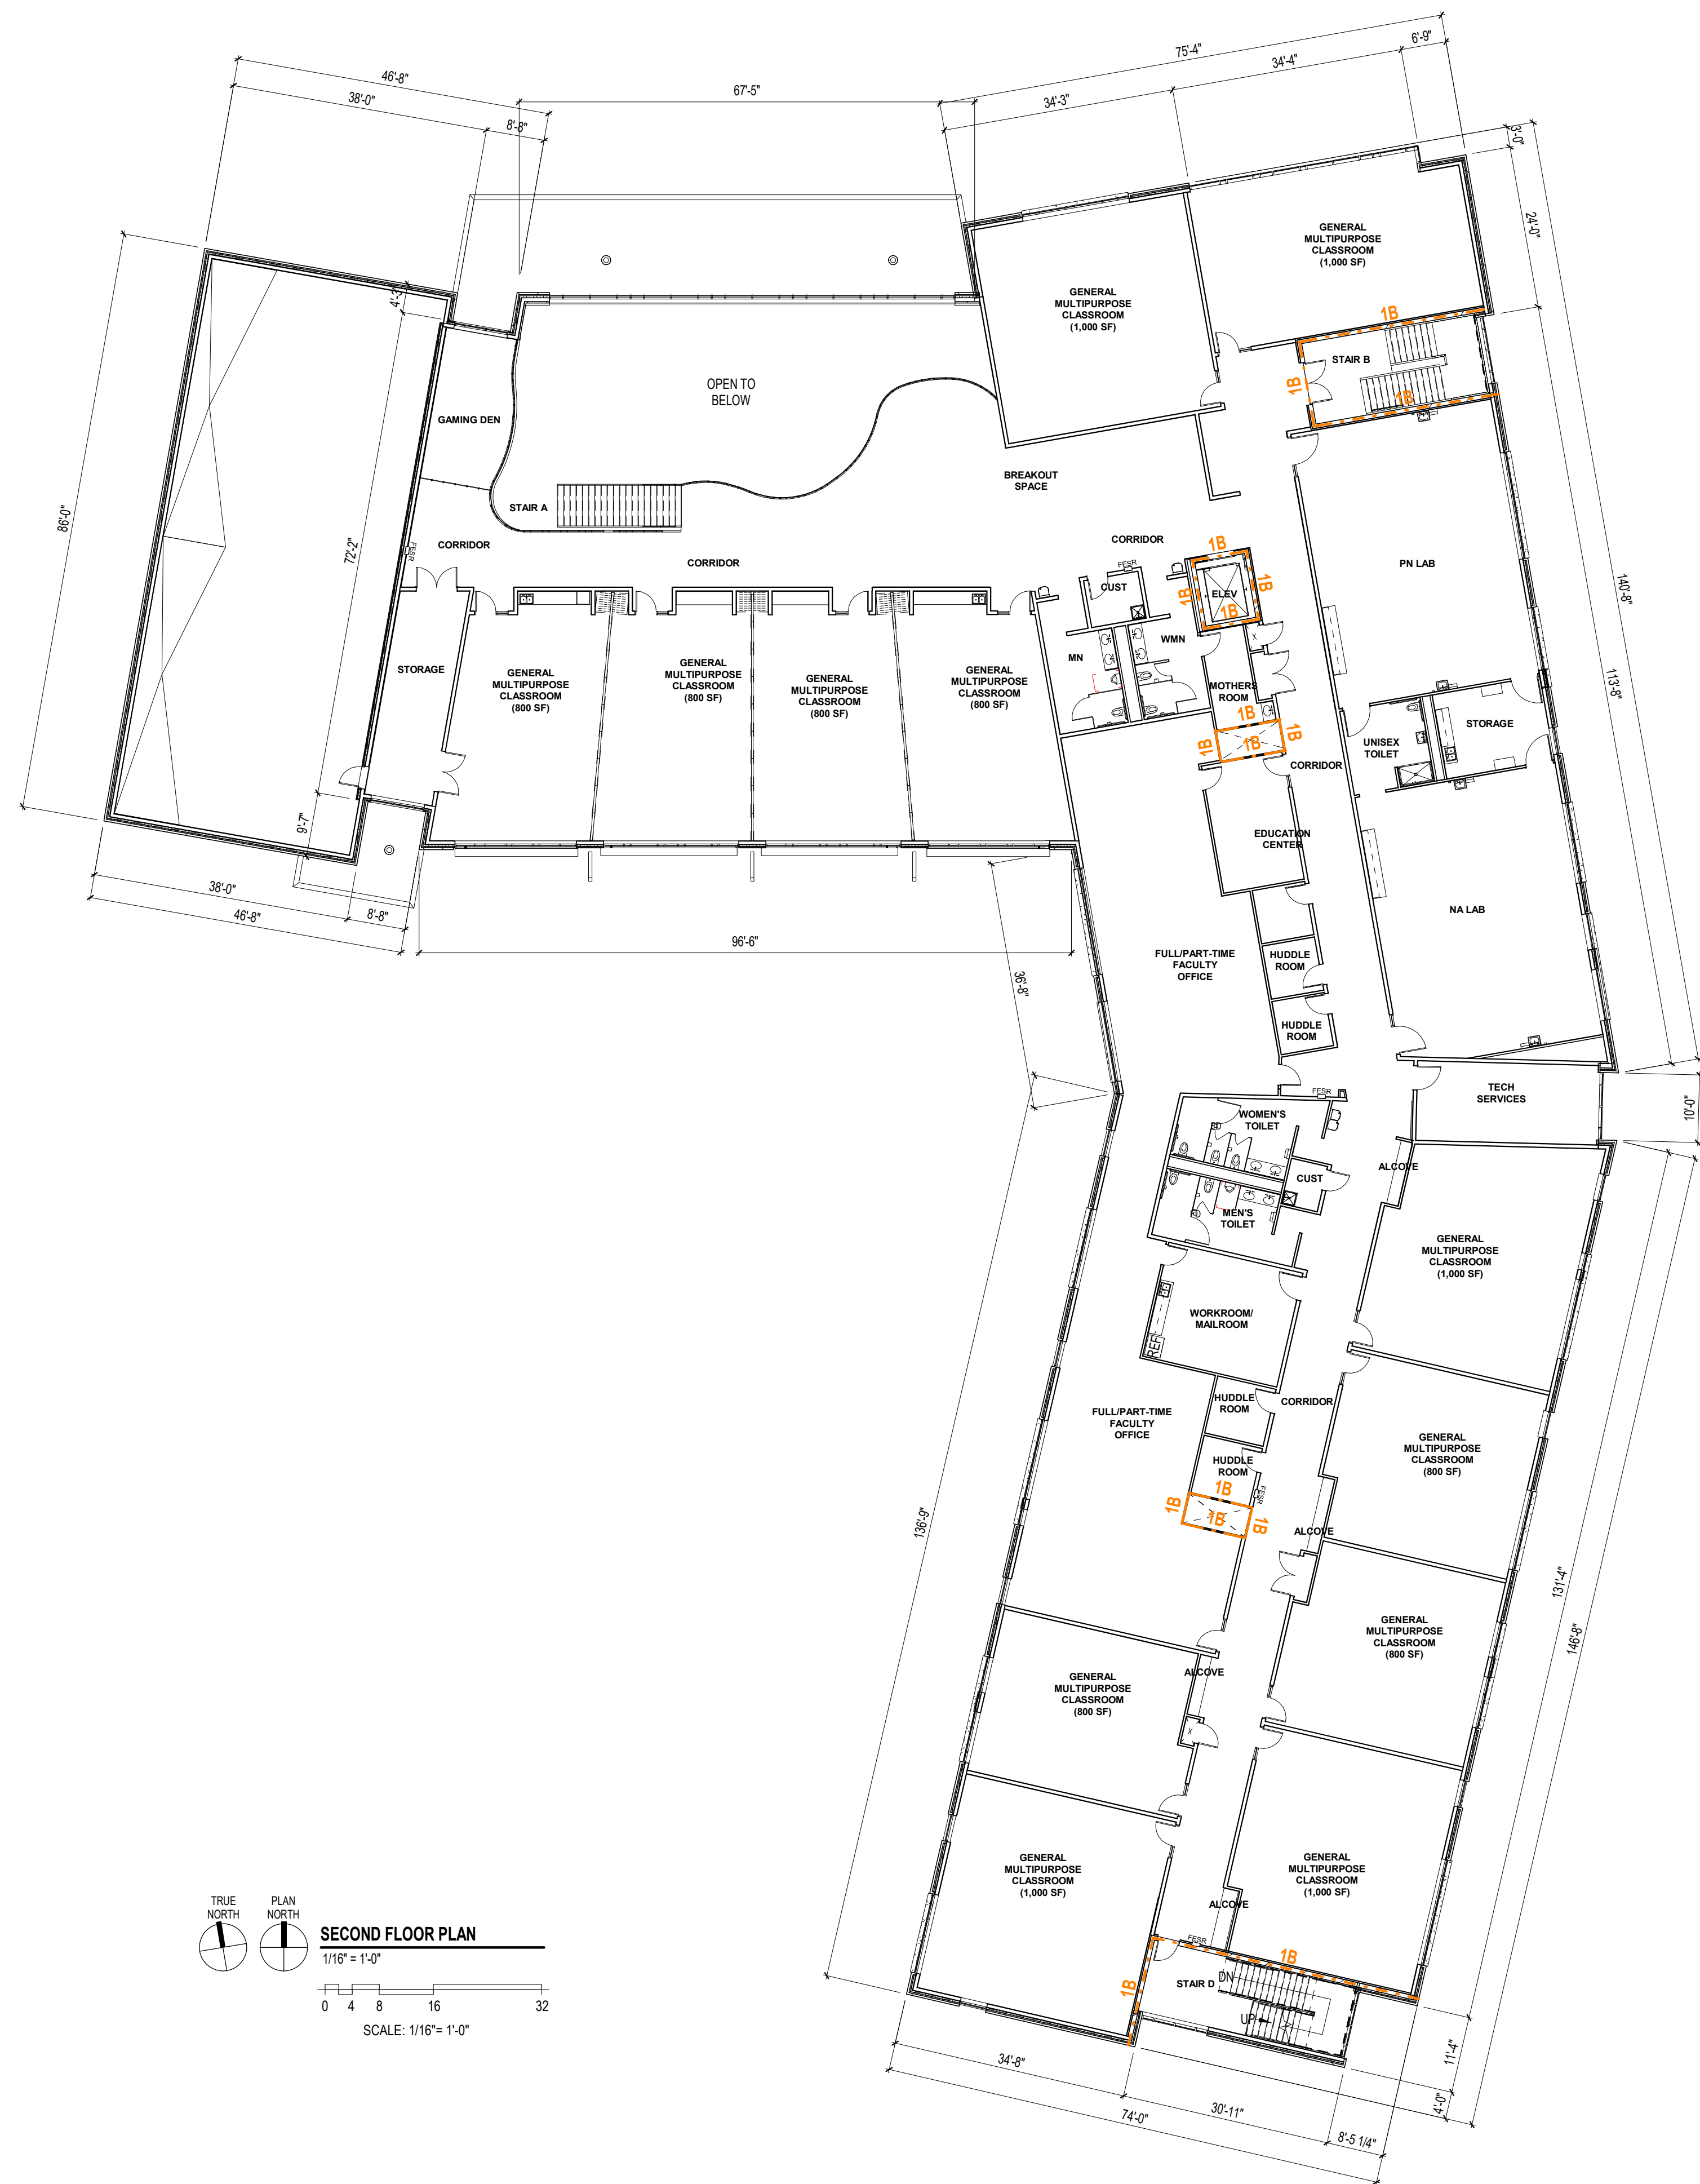 75'-4"
6'-9"
34'-4"
34'-3"
46'-8"
38'-0"
8'-8"
67'-5"
3'-0"
24'-0"
GENERAL
MULTIPURPOSE
CLASSROOM
(1,000 SF)
GENERAL
MULTIPURPOSE
CLASSROOM
(1,000 SF)
4'-3"
1B
STAIR B
1B
1B
OPEN TO
BELOW
GAMING DEN
BREAKOUT
SPACE
STAIR A
86'-0"
72'-2"
CORRIDOR
FESR
CORRIDOR
CORRIDOR
PN LAB
140'-8"
113'-8"
1B
FESR
CUST
1B
ELEV
1B
1B
WMN
X
MN
STORAGE
GENERAL
MULTIPURPOSE
CLASSROOM
(800 SF)
GENERAL
MULTIPURPOSE
CLASSROOM
(800 SF)
GENERAL
MULTIPURPOSE
CLASSROOM
(800 SF)
GENERAL
MULTIPURPOSE
CLASSROOM
(800 SF)
MOTHERS
ROOM
1B
1B
1B
1B
STORAGE
UNISEX
TOILET
CORRIDOR
9'-7"
EDUCATION
CENTER
38'-0"
46'-8"
8'-8"
96'-6"
NA LAB
FULL/PART-TIME
FACULTY
OFFICE
HUDDLE
ROOM
36'-8"
HUDDLE
ROOM
FESR
TECH
SERVICES
10'-0"
WOMEN'S
TOILET
ALCOVE
CUST
MEN'S
TOILET
GENERAL
MULTIPURPOSE
CLASSROOM
(1,000 SF)
WORKROOM/
MAILROOM
REF
HUDDLE
ROOM
CORRIDOR
FULL/PART-TIME
FACULTY
OFFICE
GENERAL
MULTIPURPOSE
CLASSROOM
(800 SF)
HUDDLE
ROOM
1B
FESR
1B
1B
1B
136'-9"
ALCOVE
131'-4"
146'-8"
GENERAL
MULTIPURPOSE
CLASSROOM
(800 SF)
ALCOVE
GENERAL
MULTIPURPOSE
CLASSROOM
(800 SF)
X
GENERAL
MULTIPURPOSE
CLASSROOM
(1,000 SF)
GENERAL
MULTIPURPOSE
CLASSROOM
(1,000 SF)
ALCOVE
FESR
1B
1B
STAIR D
DN
UP
34'-8"
74'-0"
30'-11"
8'-5 1/4"
11'-4"
4'-0"
TRUE
NORTH
PLAN
NORTH
SECOND FLOOR PLAN
1/16" = 1'-0"
0 4 8 16 32
SCALE: 1/16"= 1'-0"